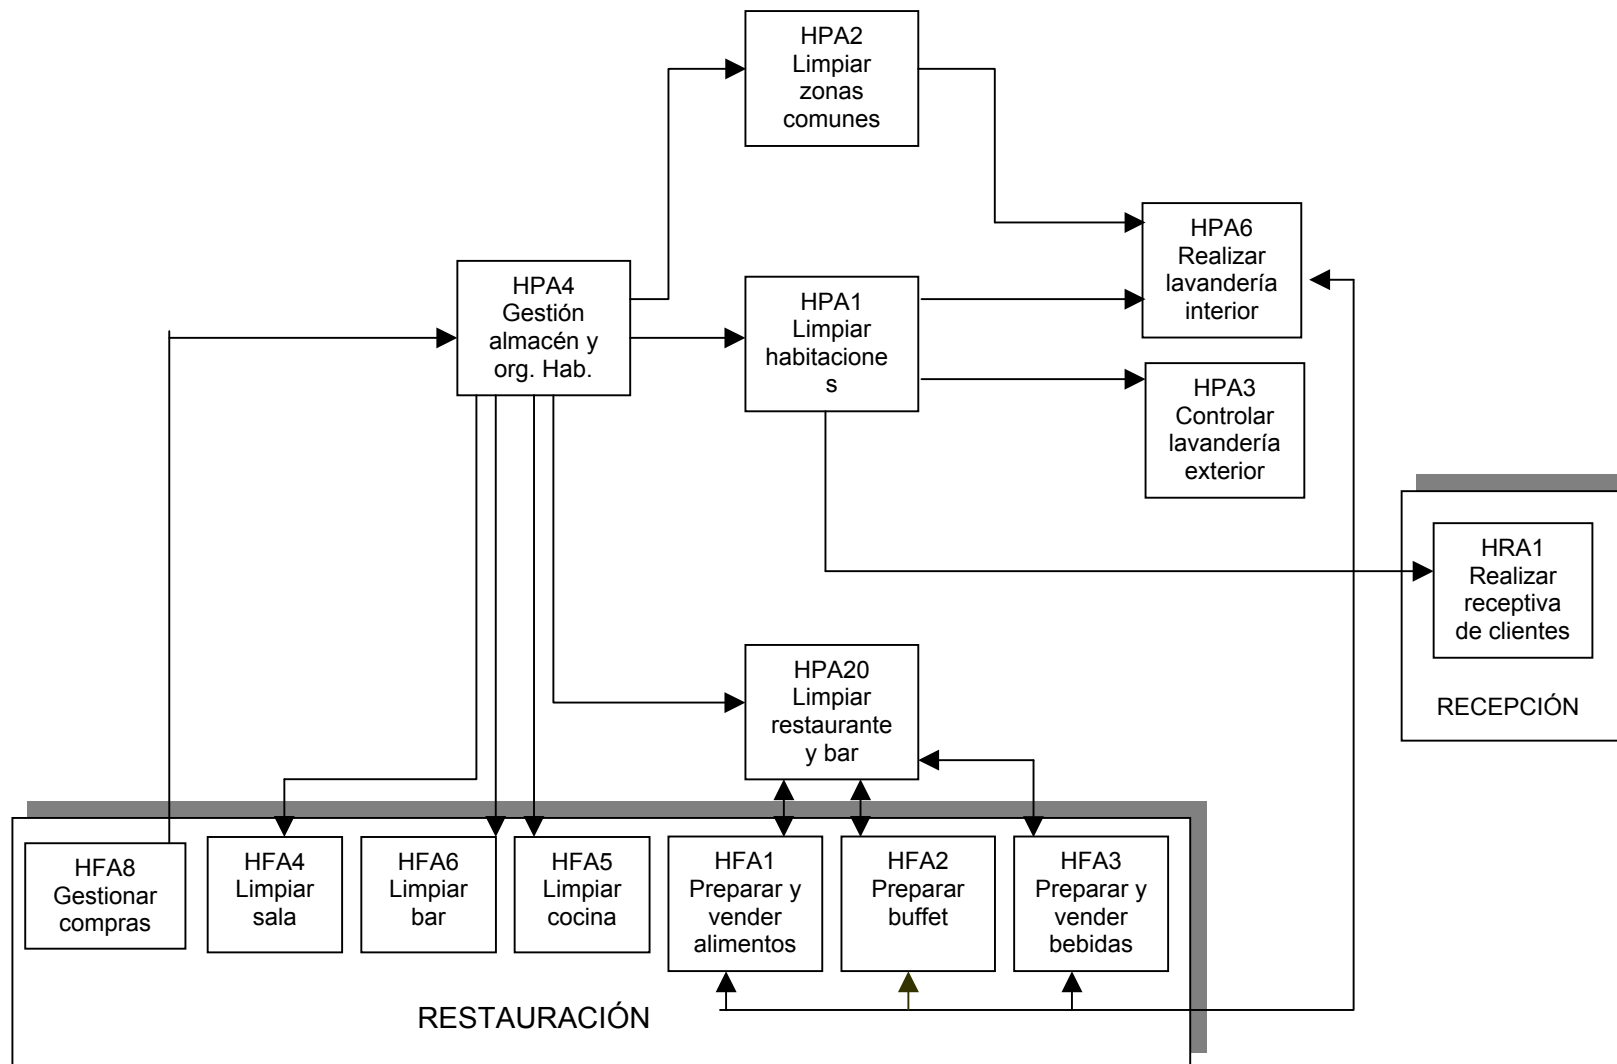 HPA2
Limpiar
zonas
comunes
HPA6
Realizar
lavandería
interior
HPA4
Gestión
almacén y
org. Hab.
HPA1
Limpiar
habitacione
s
HPA3
Controlar
lavandería
exterior
HRA1
Realizar
receptiva
de clientes
RECEPCIÓN
HPA20
Limpiar
restaurante
y bar
HFA8
Gestionar
compras
HFA4
Limpiar
sala
HFA6
Limpiar
bar
HFA5
Limpiar
cocina
HFA1
Preparar y
vender
alimentos
HFA2
Preparar
buffet
HFA3
Preparar y
vender
bebidas
RESTAURACIÓN